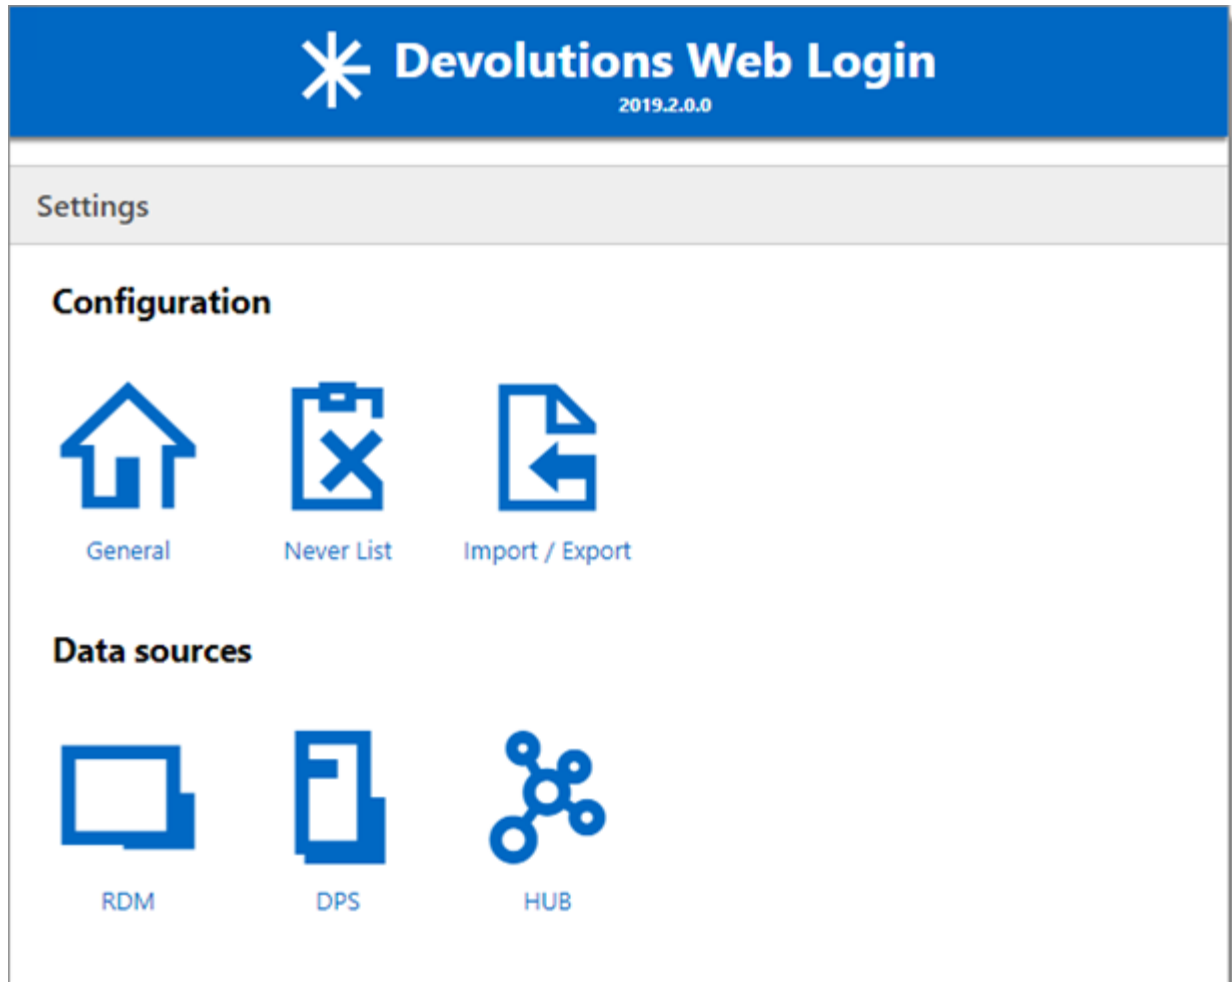 Devolutions Web Login
2019.2.0.0
Settings
Configuration
General
Never List
Import / Export
Data sources
RDM
DPS
HUB